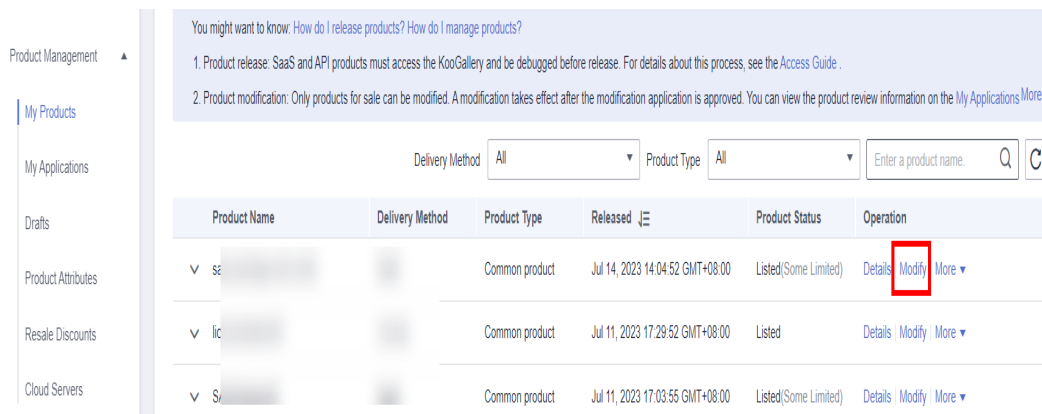 You might want to know: How do I release products? How do I manage products?
Product Management
1. Product release: SaaS and API products must access the KooGallery and be debugged before release. For details about this process, see the Access Guide .
2. Product modification: Only products for sale can be modified. A modification takes effect after the modification application is approved. You can view the product review information on the My Applications More
My Products
My Applications
Drafts
Product Attributes
Resale Discounts
Cloud Servers
Delivery Method All Product Type All Enter a product name.
Product Name Delivery Method Product Type Released Product Status Operation
sa Common product Jul 14, 2023 14:04:52 GMT+08:00 Listed(Some Limited) Details Modify More
lic Common product Jul 11, 2023 17:29:52 GMT+08:00 Listed Details Modify More
SA Common product Jul 11, 2023 17:03:55 GMT+08:00 Listed(Some Limited) Details Modify More